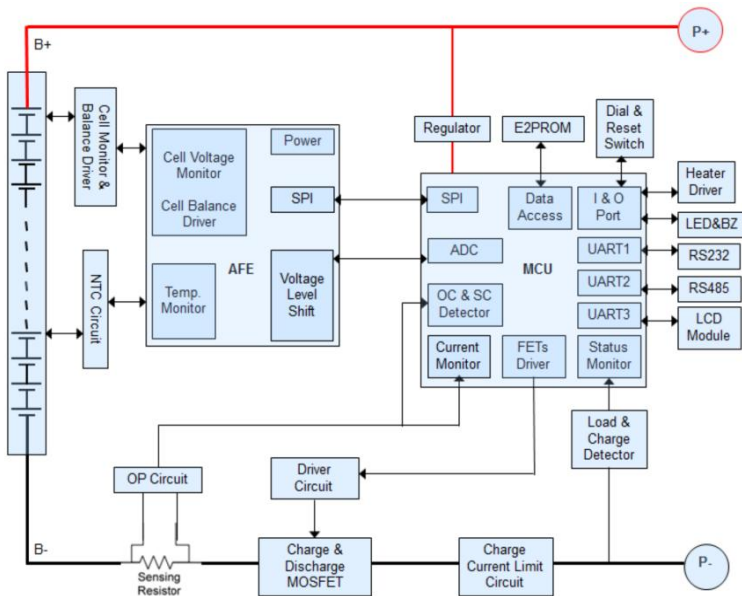 B+
P+
Cell Monitor &
Balance Driver
Cell Voltage
Monitor
Cell Balance
Driver
Power
SPI
AFE
Temp.
Monitor
Voltage
Level
Shift
NTC Circuit
Regulator
E2PROM
Dial &
Reset
Switch
SPI
Data
Access
I & O
Port
ADC
MCU
UART1
OC & SC
Detector
UART2
UART3
Current
Monitor
FETs
Driver
Status
Monitor
Heater
Driver
LED&BZ
RS232
RS485
LCD
Module
Load &
Charge
Detector
OP Circuit
Driver
Circuit
B-
Sensing
Resistor
Charge &
Discharge
MOSFET
Charge
Current Limit
Circuit
P-